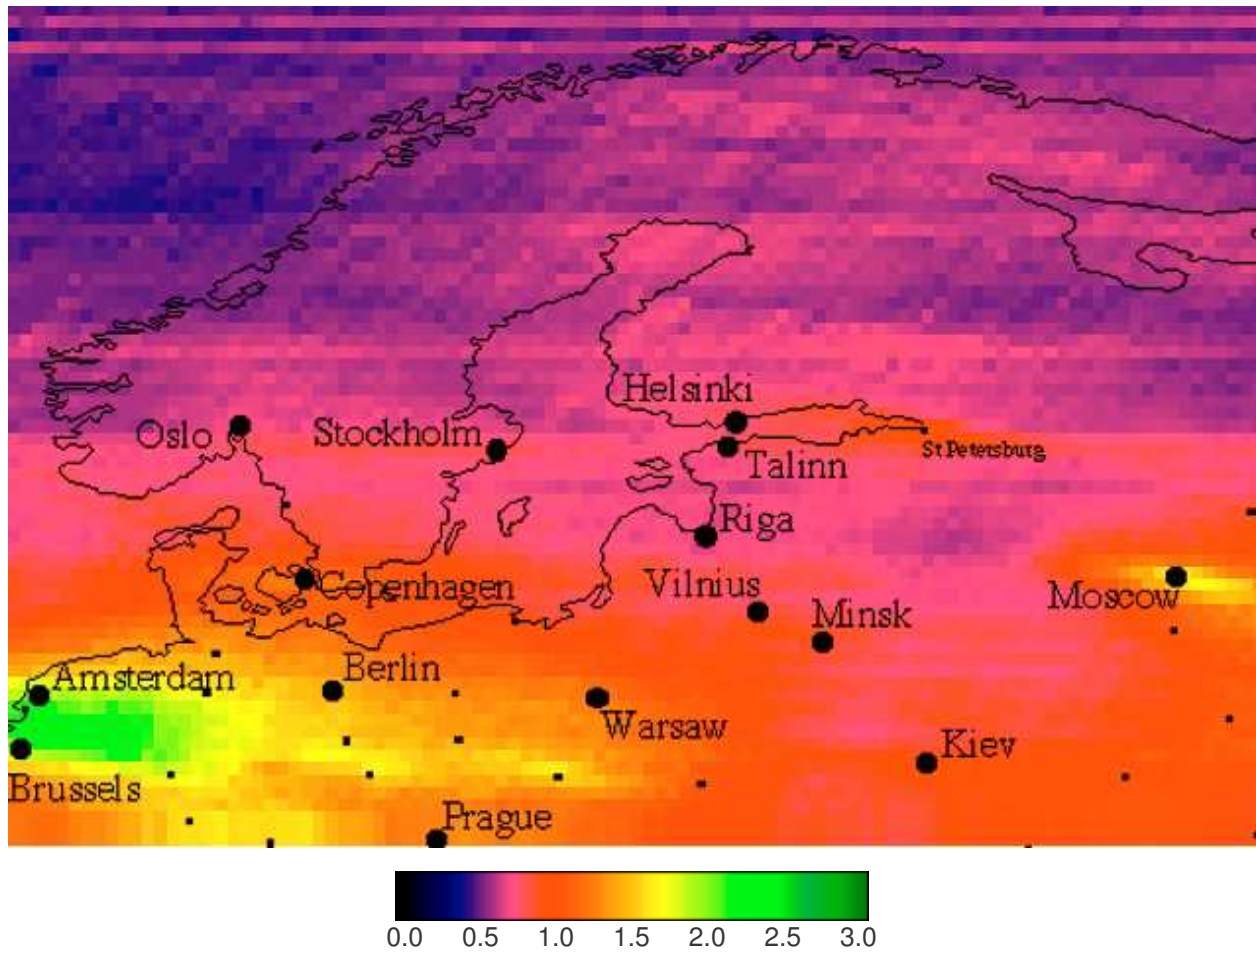 Helsinki
Oslo
Stockholm
St Petersburg
Talinn
Riga
Copenhagen
Vilnius
Moscow
Minsk
Amsterdam
Berlin
Warsaw
Kiev
Brussels
Prague
0.0 0.5 1.0 1.5 2.0 2.5 3.0